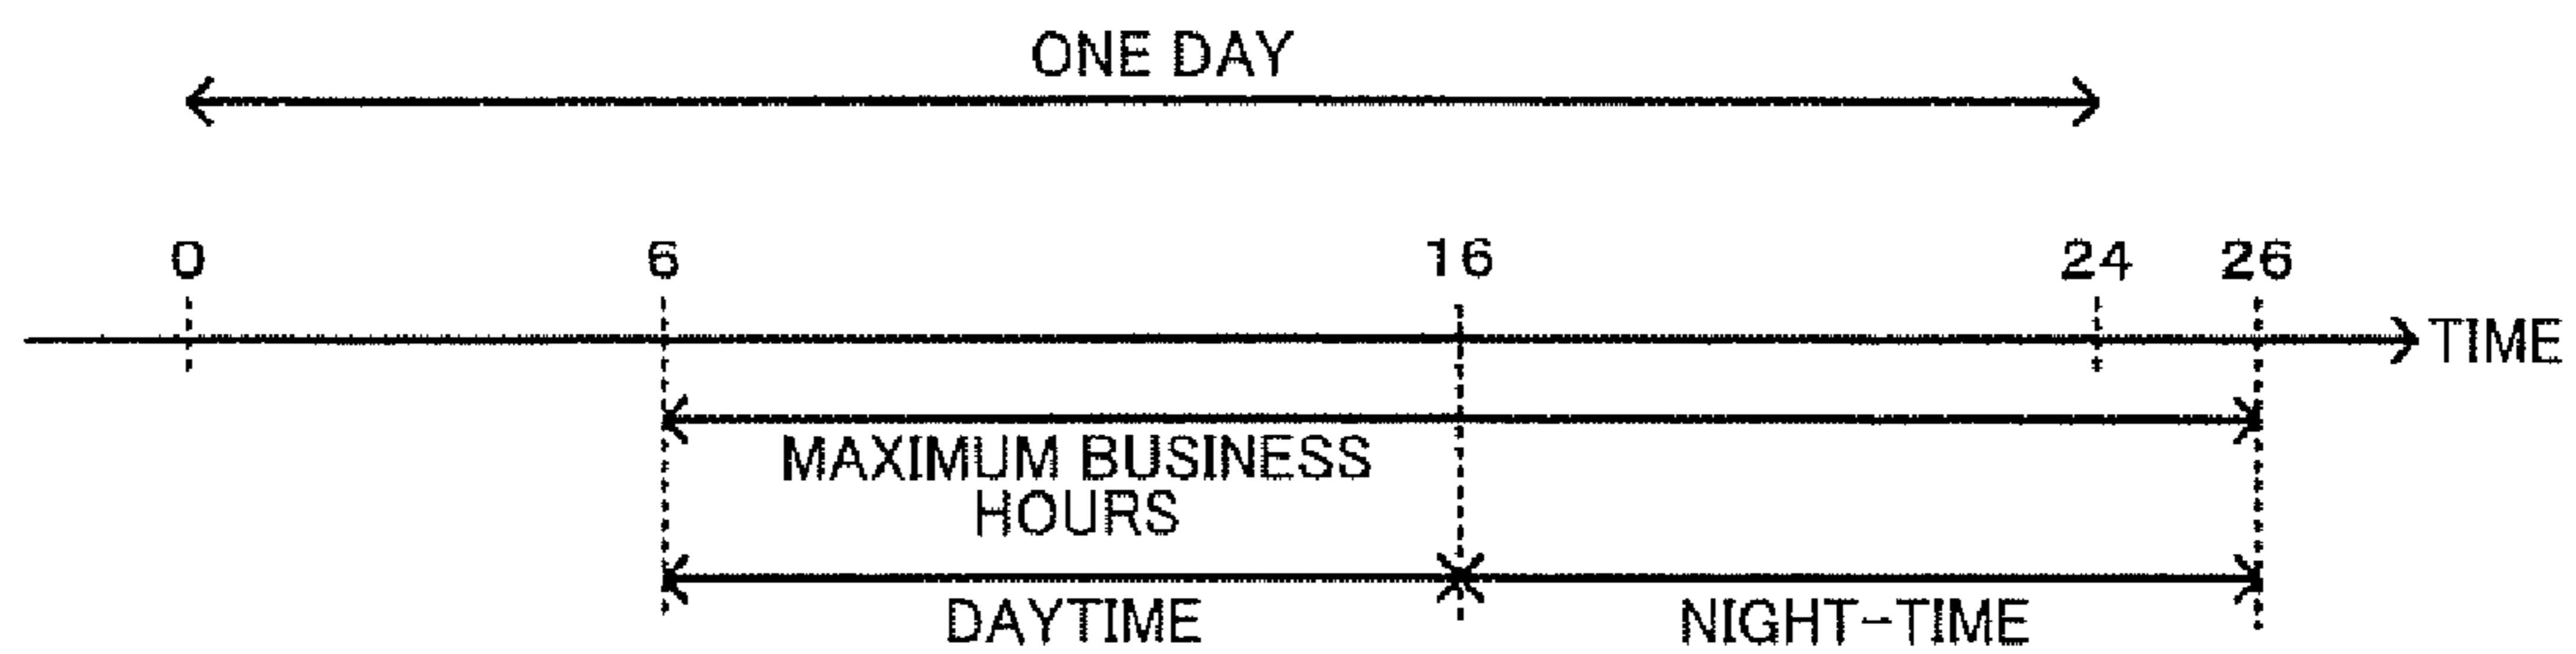 ONE DAY
0 6 16 24 26
TIME
MAXIMUM BUSINESS
HOURS
DAYTIME NIGHT-TIME